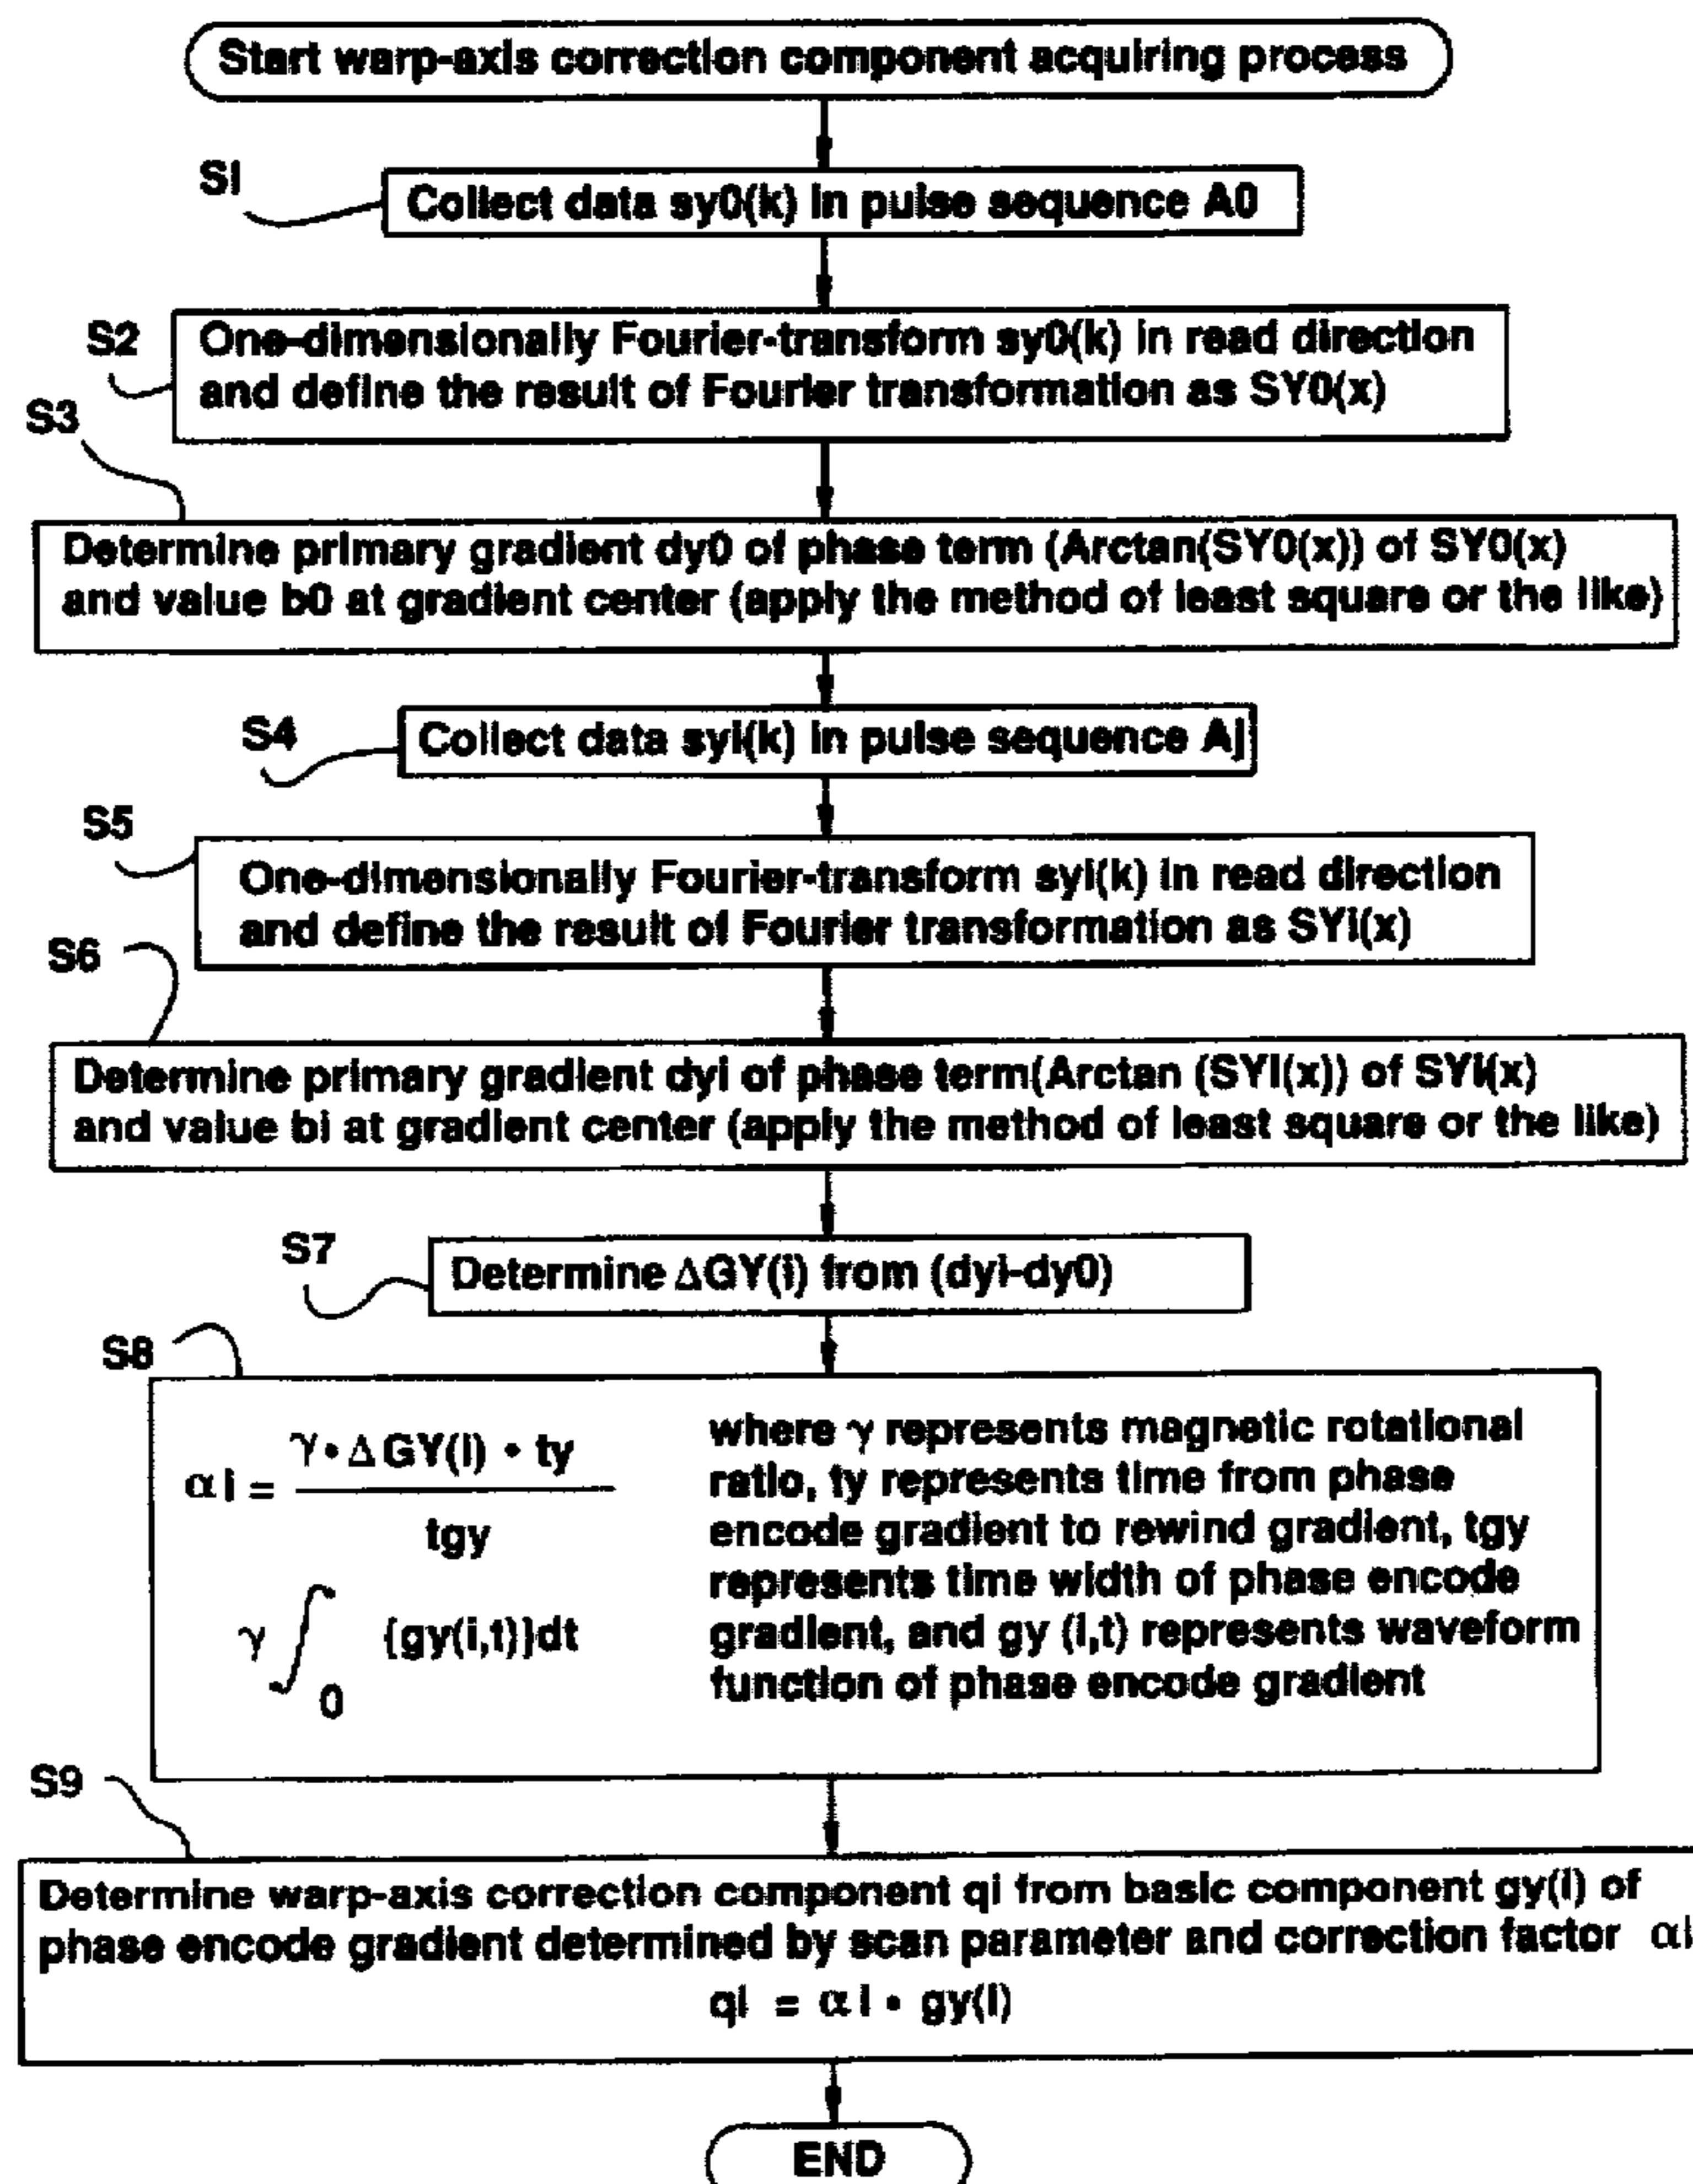 Start warp-axis correction component acquiring process
S1
Collect data sy0(k) in pulse sequence A0
S2
One-dimensionally Fourier-transform sy0(k) in read direction
and define the result of Fourier transformation as SY0(x)
S3
Determine primary gradient dy0 of phase term (Arctan(SY0(x)) of SY0(x)
and value b0 at gradient center (apply the method of least square or the like)
S4
Collect data syi(k) in pulse sequence Aj
S5
One-dimensionally Fourier-transform syi(k) in read direction
and define the result of Fourier transformation as SYi(x)
S6
Determine primary gradient dyi of phase term(Arctan (SYi(x)) of SYi(x)
and value bi at gradient center (apply the method of least square or the like)
S7
Determine ΔGY(i) from (dyi-dy0)
S8
αi = γ•ΔGY(i) • ty
tgy
γ∫ {gy(i,t)}dt
0
where γ represents magnetic rotational
ratio, ty represents time from phase
encode gradient to rewind gradient, tgy
represents time width of phase encode
gradient, and gy (i,t) represents waveform
function of phase encode gradient
S9
Determine warp-axis correction component qi from basic component gy(i) of
phase encode gradient determined by scan parameter and correction factor αi
qi = αi • gy(i)
END